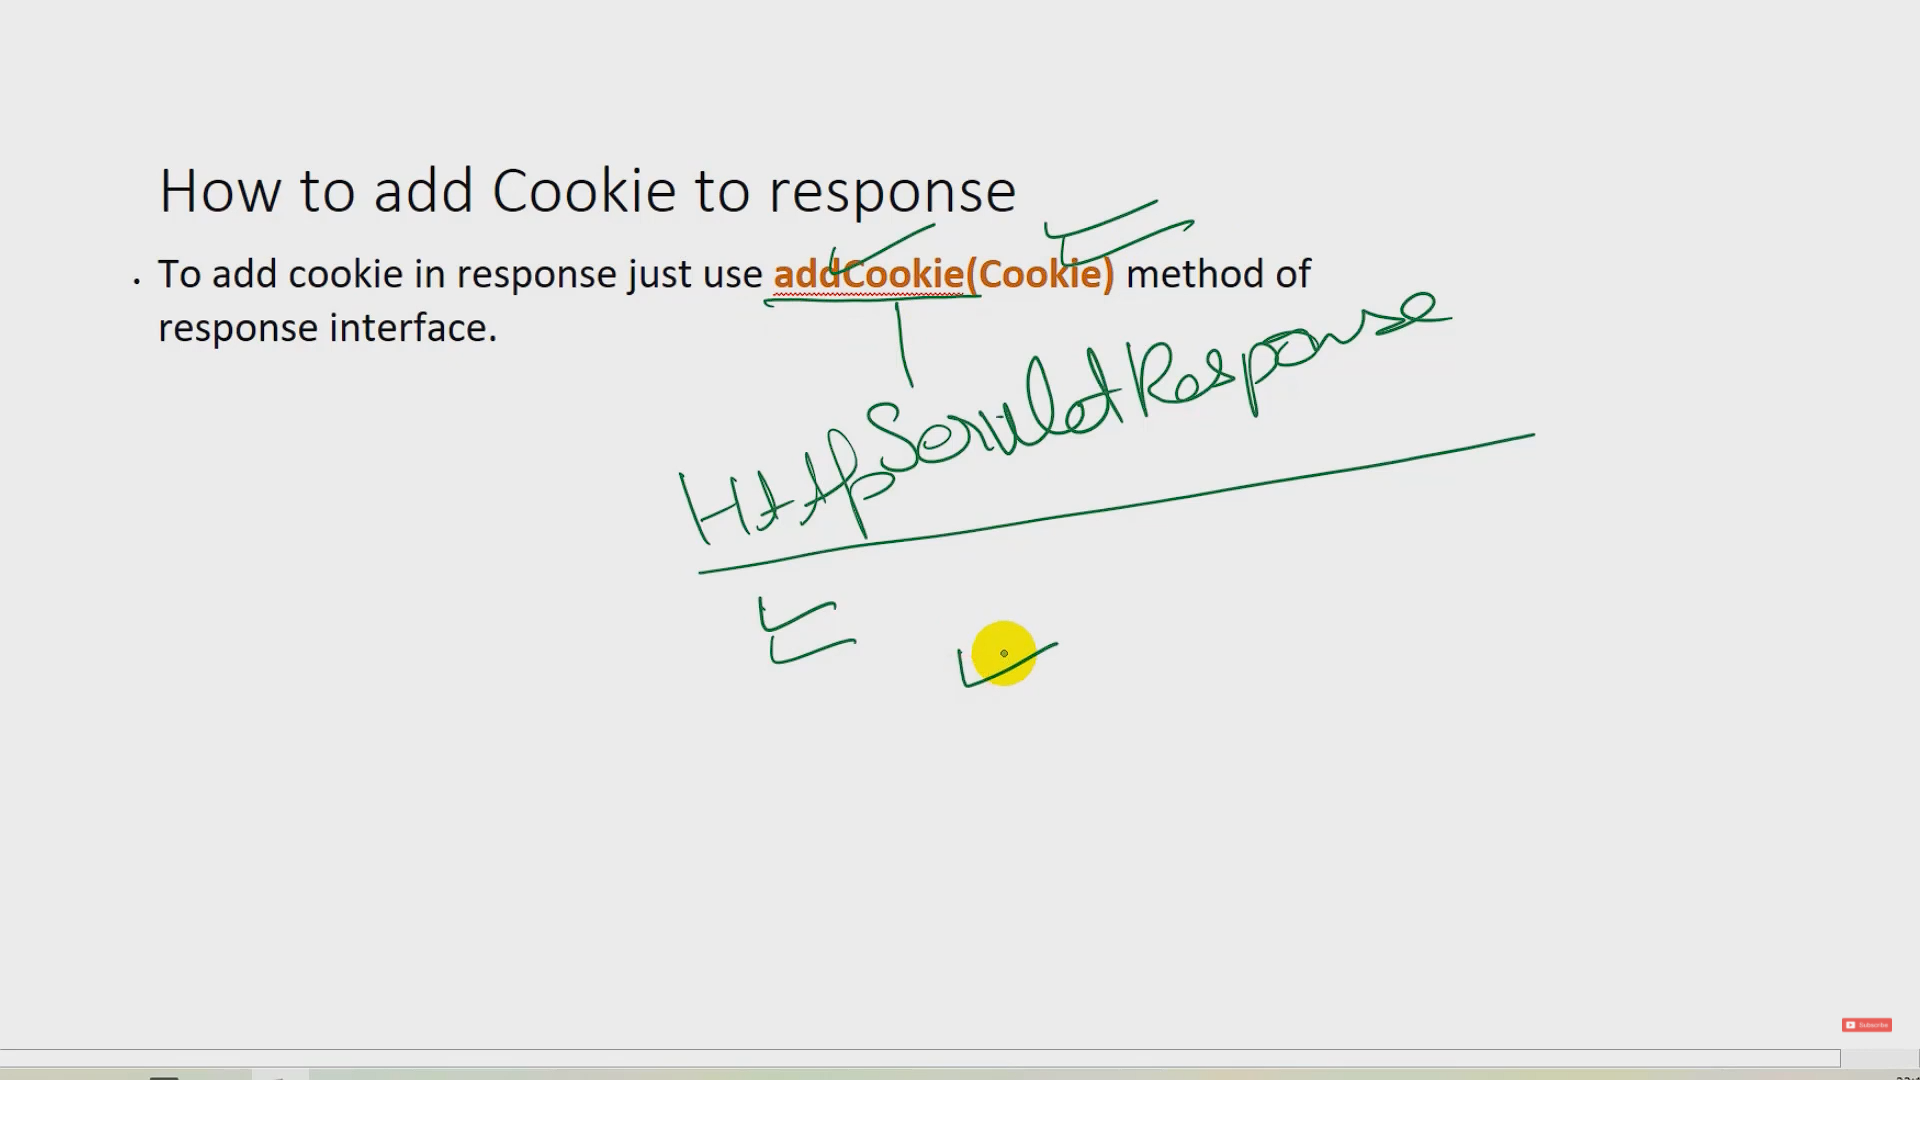 How to add Cookie to response
. To add cookie in response just use addCookie(Cookie) method of
response interface.
HttpServletResponse
Subscribe